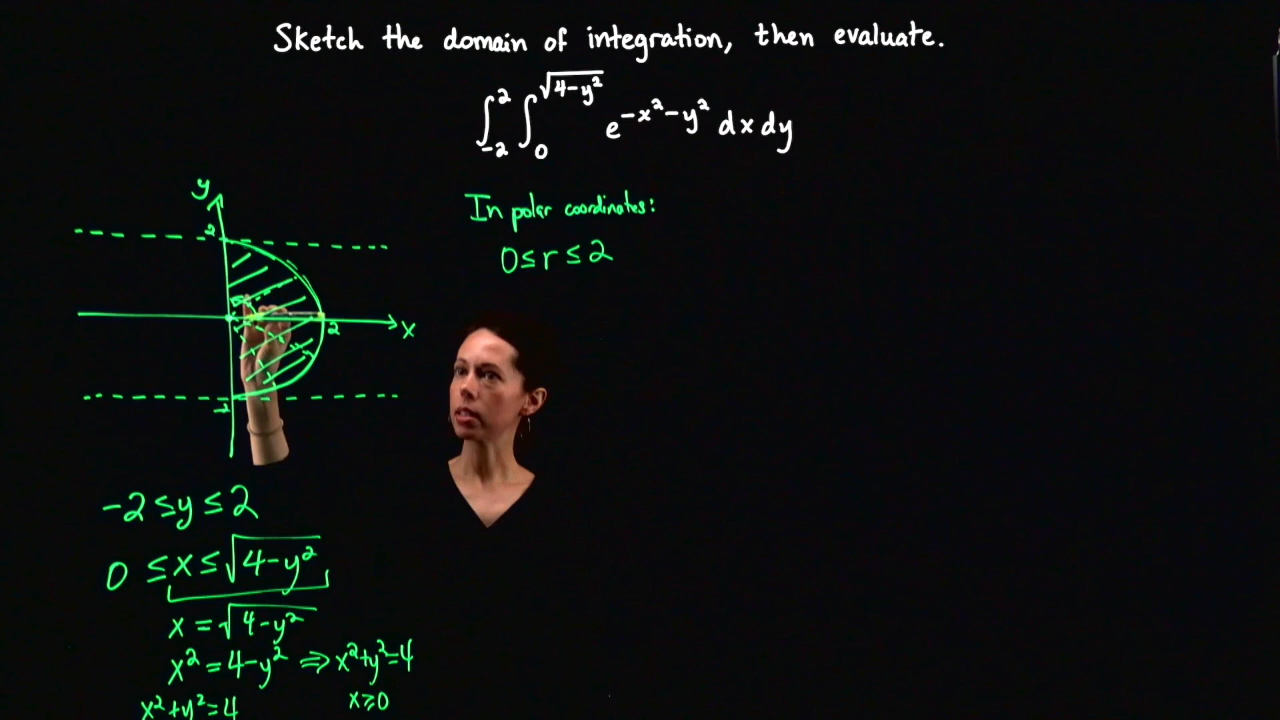 Sketch the domain of integration, then evaluate.
∫_{-2}^{2} ∫_{0}^{√(4-y²)} e^{-x²-y²} dx dy
In polar coordinates:
0 ≤ r ≤ 2
y
2
x
2
-2
-2 ≤ y ≤ 2
0 ≤ x ≤ √(4-y²)
x = √(4-y²)
x² = 4-y² ⇒ x²+y²=4
x²+y²=4 x≥0